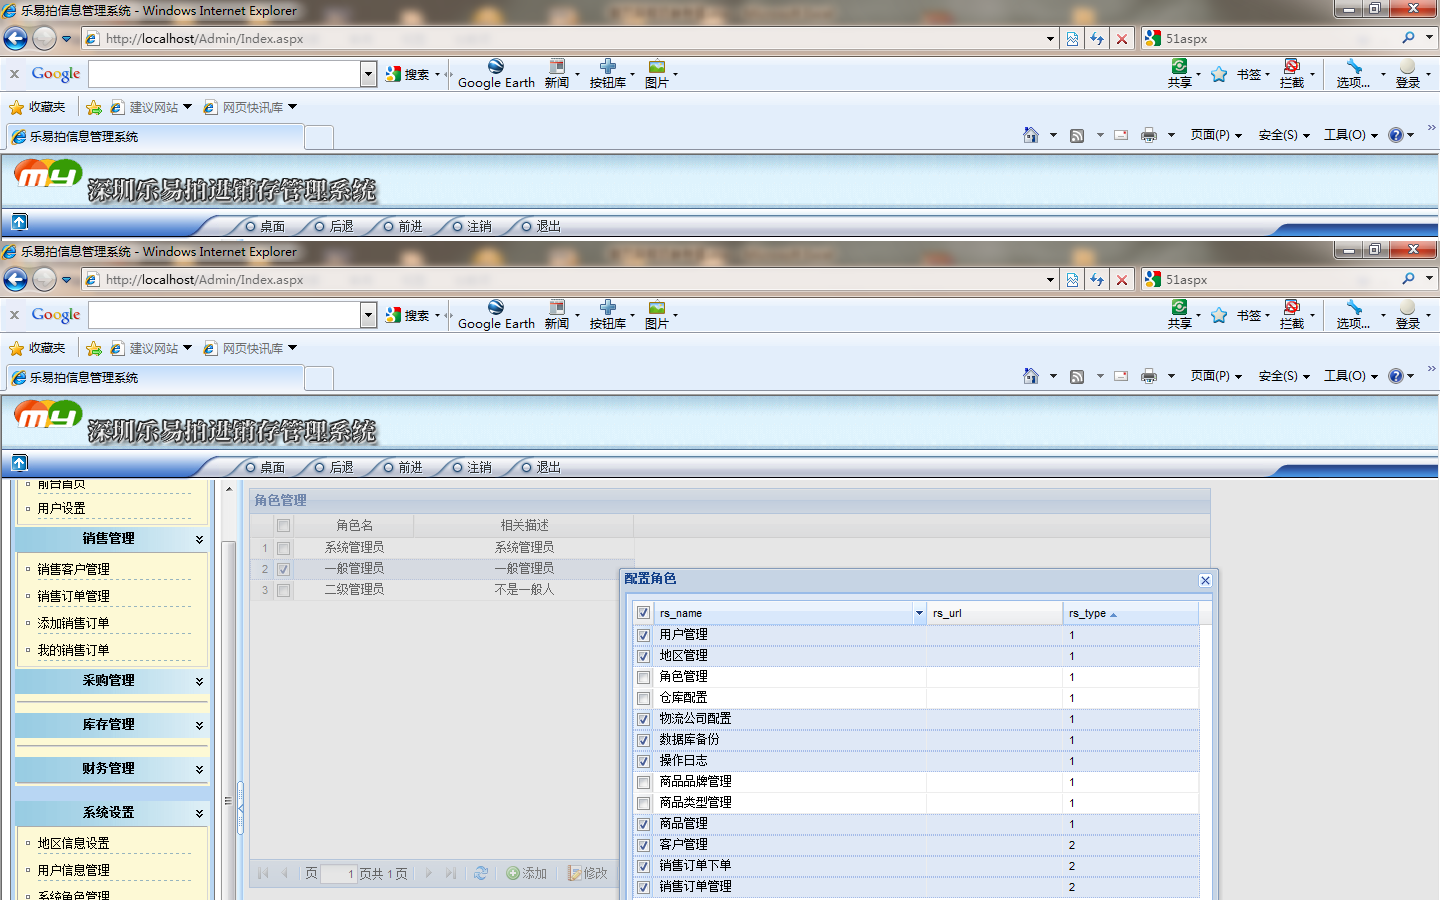 乐易拍信息管理系统 - Windows Internet Explorer
http://localhost/Admin/Index.aspx 51aspx
x Google 搜索 Google Earth 新闻 按钮库 图片 共享 书签 拦截 选项... 登录
收藏夹 建议网站 网页快讯库
乐易拍信息管理系统 页面(P) 安全(S) 工具(O)
my 深圳乐易拍进销存管理系统
桌面 后退 前进 注销 退出
乐易拍信息管理系统 - Windows Internet Explorer
http://localhost/Admin/Index.aspx 51aspx
x Google 搜索 Google Earth 新闻 按钮库 图片 共享 书签 拦截 选项... 登录
收藏夹 建议网站 网页快讯库
乐易拍信息管理系统 页面(P) 安全(S) 工具(O)
my 深圳乐易拍进销存管理系统
桌面 后退 前进 注销 退出
前台首页
用户设置
销售管理
销售客户管理
销售订单管理
添加销售订单
我的销售订单
采购管理
库存管理
财务管理
系统设置
地区信息设置
用户信息管理
系统角色管理
角色管理
角色名 相关描述
1 系统管理员 系统管理员
2 一般管理员 一般管理员
3 二级管理员 不是一般人
页 1 页共 1 页 添加 修改
配置角色
rs_name rs_url rs_type
用户管理 1
地区管理 1
角色管理 1
仓库配置 1
物流公司配置 1
数据库备份 1
操作日志 1
商品品牌管理 1
商品类型管理 1
商品管理 1
客户管理 2
销售订单下单 2
销售订单管理 2